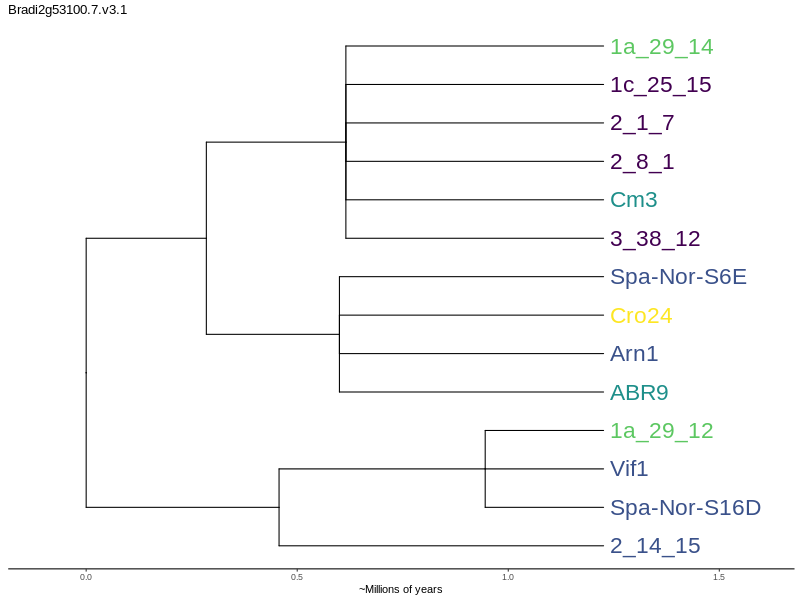 Bradi2g53100.7.v3.1
1a_29_14
1c_25_15
2_1_7
2_8_1
Cm3
3_38_12
Spa-Nor-S6E
Cro24
Arn1
ABR9
1a_29_12
Vif1
Spa-Nor-S16D
2_14_15
0.0 0.5 1.0 1.5
~Millions of years